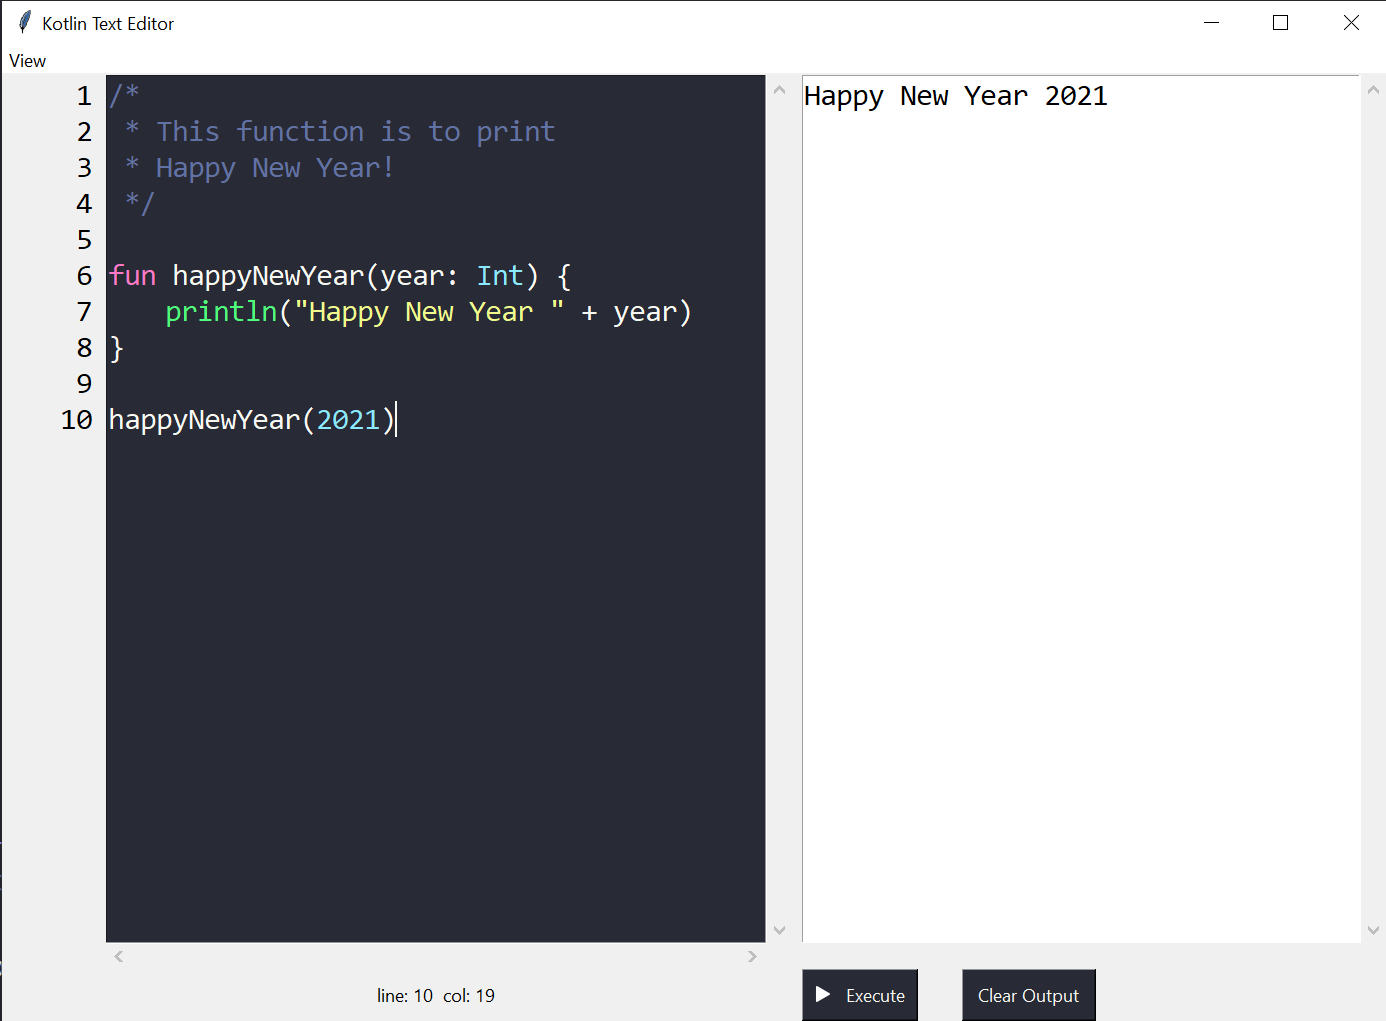 Kotlin Text Editor
View
1 /*
2  * This function is to print
3  * Happy New Year!
4  */
5
6 fun happyNewYear(year: Int) {
7     println("Happy New Year " + year)
8 }
9
10 happyNewYear(2021)
Happy New Year 2021
line: 10 col: 19
Execute
Clear Output